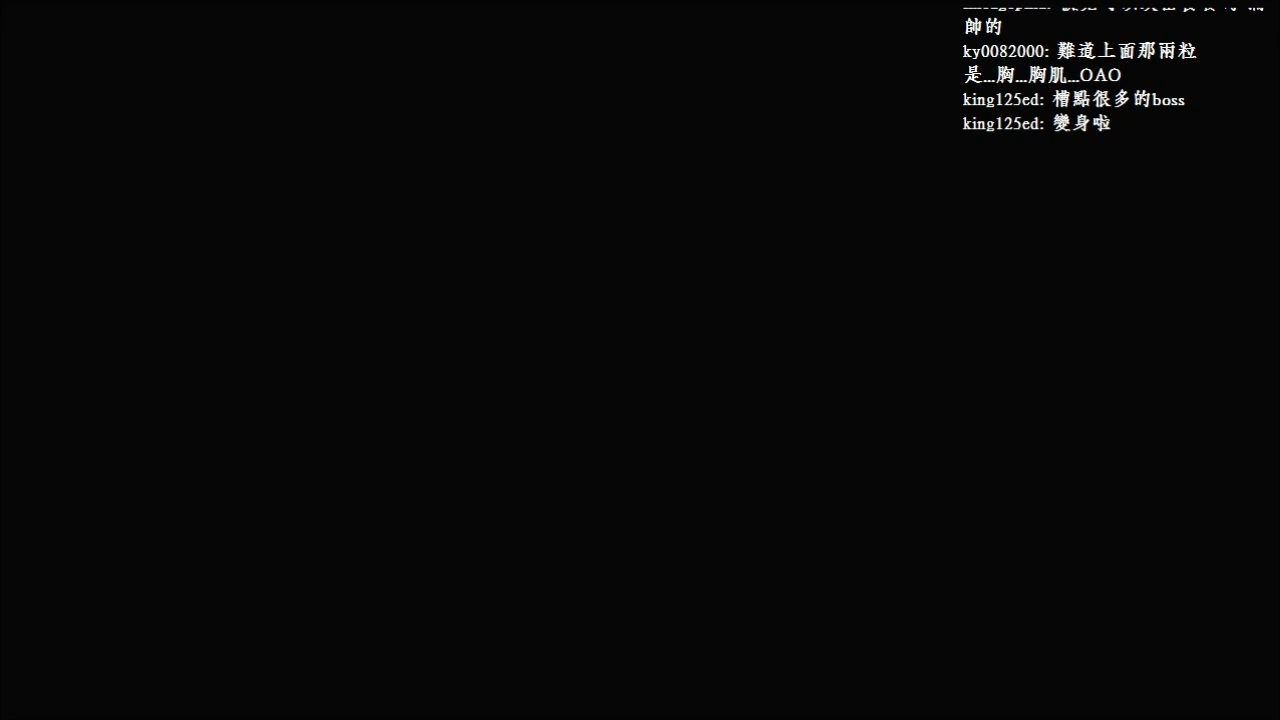 帥的
ky0082000: 難道上面那兩粒
是...胸...胸肌...OAO
king125ed: 槽點很多的boss
king125ed: 變身啦